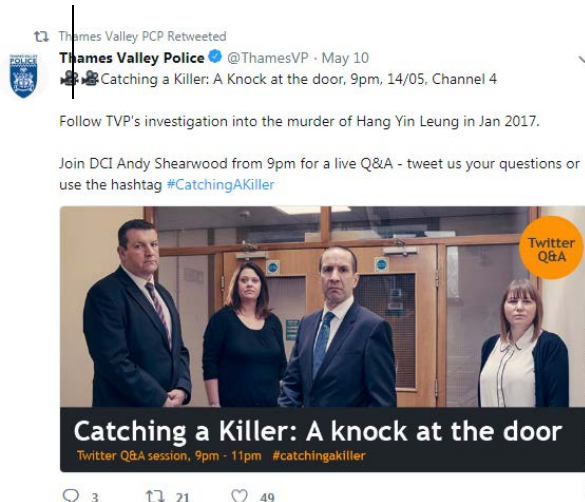 Thames Valley PCP Retweeted
Thames Valley Police @ThamesVP · May 10
🎥🎥Catching a Killer: A Knock at the door, 9pm, 14/05, Channel 4
Follow TVP's investigation into the murder of Hang Yin Leung in Jan 2017.
Join DCI Andy Shearwood from 9pm for a live Q&A - tweet us your questions or
use the hashtag #CatchingAKiller
Twitter
Q&A
Catching a Killer: A knock at the door
Twitter Q&A session, 9pm - 11pm #catchingakiller
3 21 49